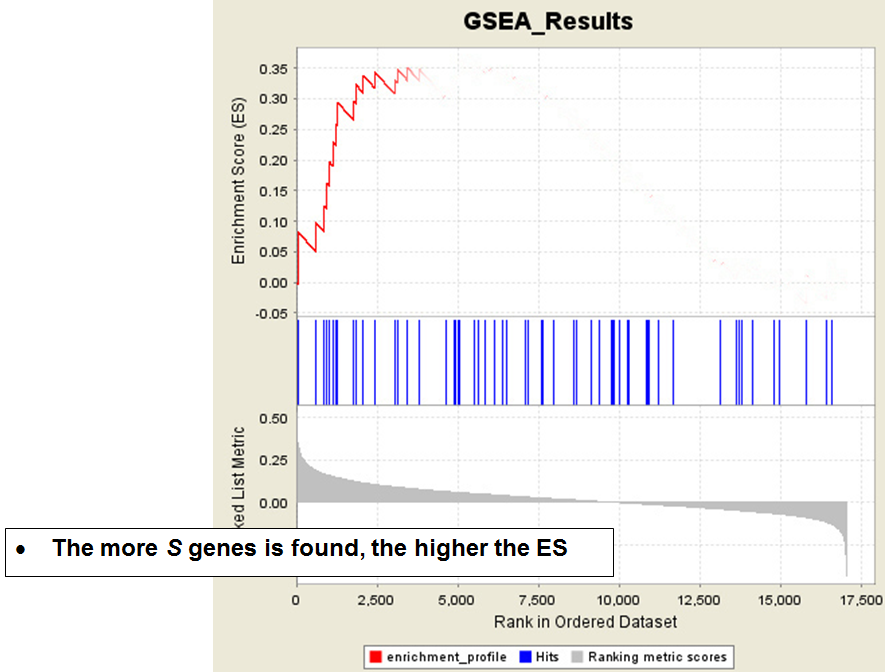 GSEA_Results
Enrichment Score (ES)
0.35
0.30
0.25
0.20
0.15
0.10
0.05
0.00
-0.05
0.50
0.25
0.00
List Metric
• The more S genes is found, the higher the ES
0 2,500 5,000 7,500 10,000 12,500 15,000 17,500
Rank in Ordered Dataset
enrichment_profile Hits Ranking metric scores